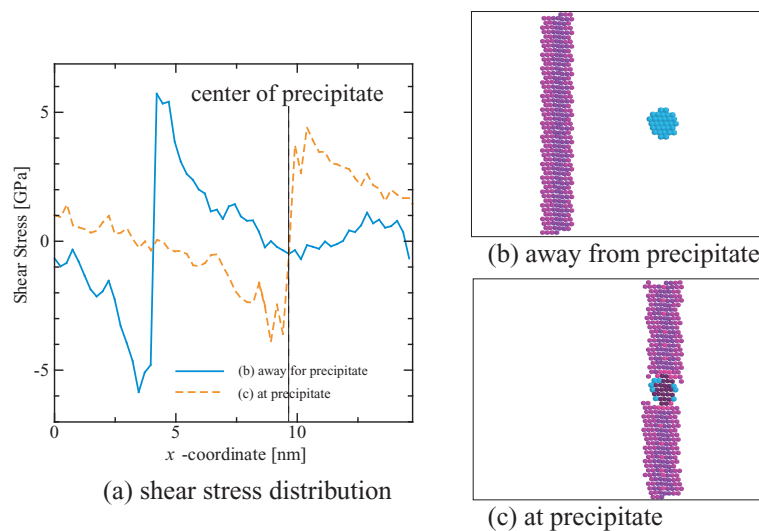 center of precipitate
Shear Stress [GPa]
5
0
-5
(b) away for precipitate
(c) at precipitate
0
5
10
x -coordinate [nm]
(a) shear stress distribution
(b) away from precipitate
(c) at precipitate